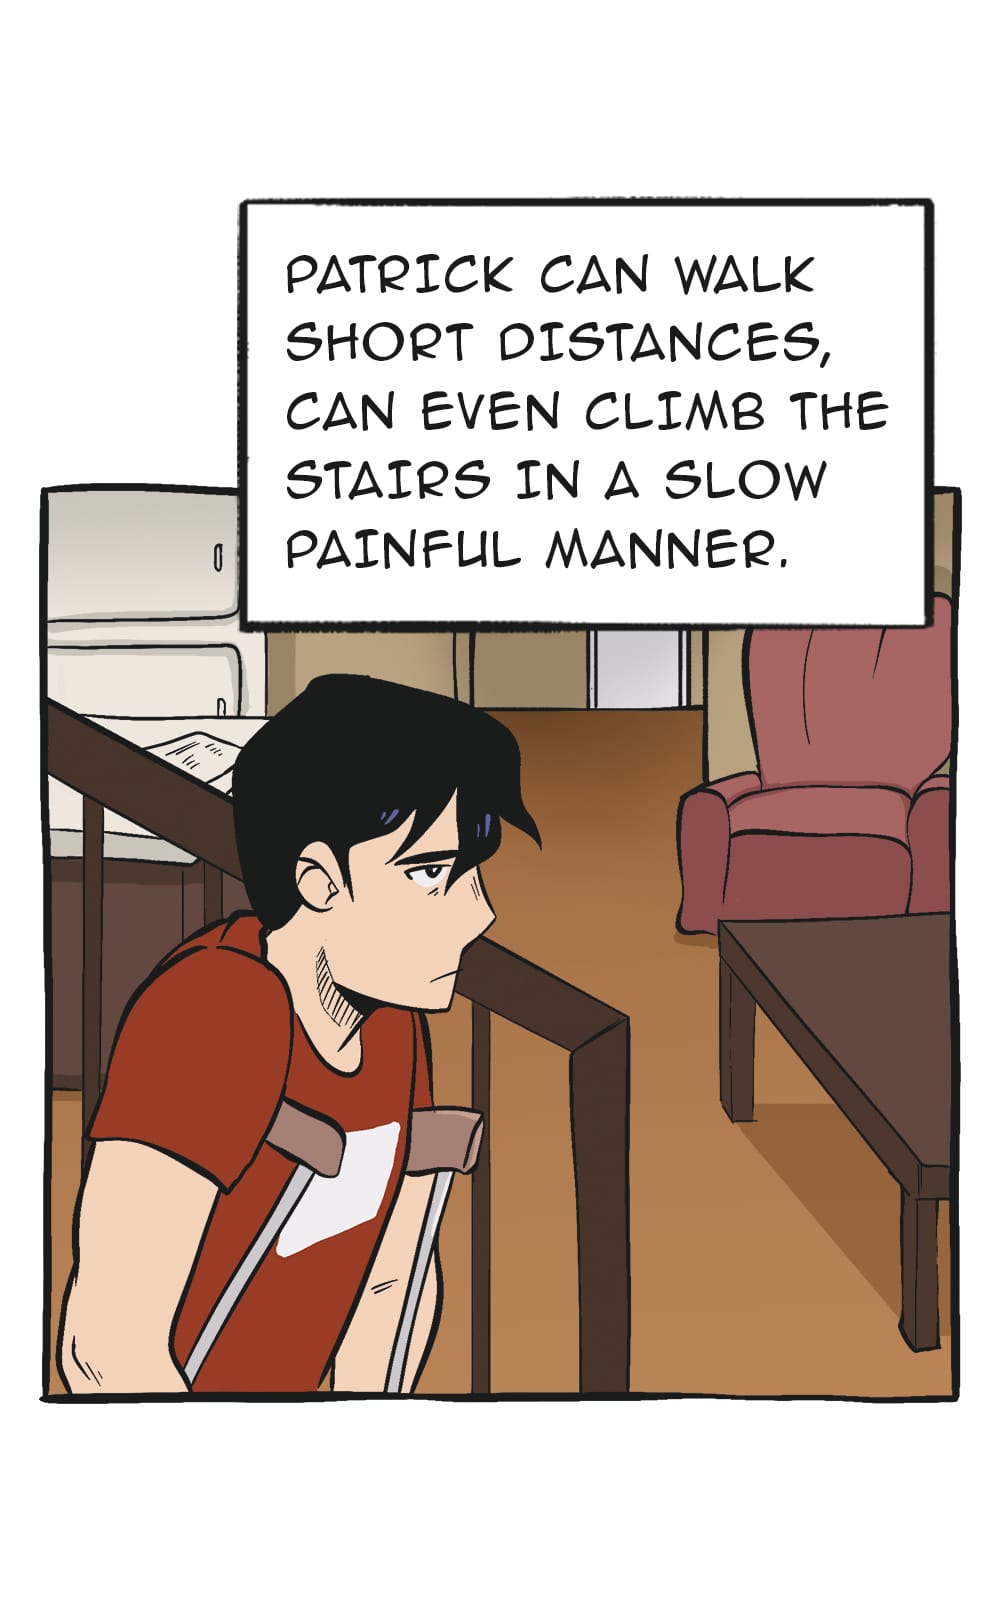 PATRICK CAN WALK
SHORT DISTANCES,
CAN EVEN CLIMB THE
STAIRS IN A SLOW
PAINFUL MANNER.